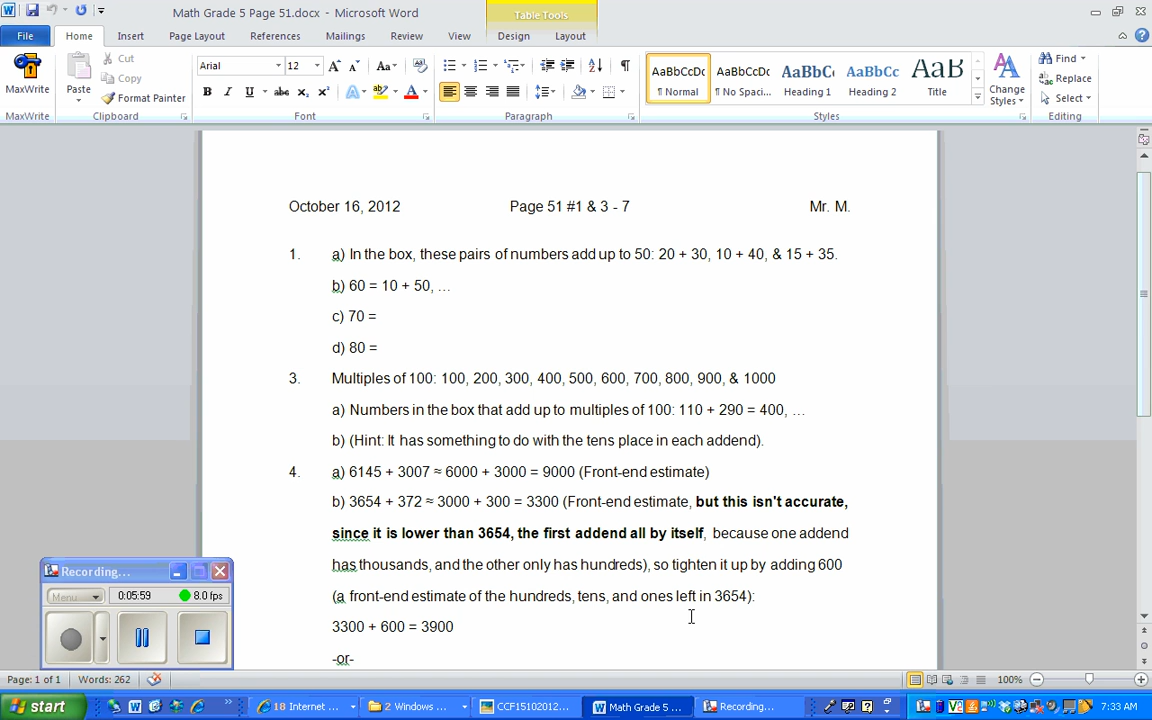 Math Grade 5 Page 51.docx - Microsoft Word
Table Tools
File Home Insert Page Layout References Mailings Review View Design Layout
MaxWrite
Paste
Cut
Copy
Format Painter
Arial 12
AaBbCcDc AaBbCcDc AaBbC AaBbCc AaB
¶ Normal ¶ No Spaci... Heading 1 Heading 2 Title
Change Styles
Find
Replace
Select
MaxWrite Clipboard Font Paragraph Styles Editing
October 16, 2012 Page 51 #1 & 3 - 7 Mr. M.
1. a) In the box, these pairs of numbers add up to 50: 20 + 30, 10 + 40, & 15 + 35.
b) 60 = 10 + 50, …
c) 70 =
d) 80 =
3. Multiples of 100: 100, 200, 300, 400, 500, 600, 700, 800, 900, & 1000
a) Numbers in the box that add up to multiples of 100: 110 + 290 = 400, …
b) (Hint: It has something to do with the tens place in each addend).
4. a) 6145 + 3007 ≈ 6000 + 3000 = 9000 (Front-end estimate)
b) 3654 + 372 ≈ 3000 + 300 = 3300 (Front-end estimate, but this isn't accurate,
since it is lower than 3654, the first addend all by itself, because one addend
has thousands, and the other only has hundreds), so tighten it up by adding 600
(a front-end estimate of the hundreds, tens, and ones left in 3654):
3300 + 600 = 3900
-or-
Recording...
Menu 0:05:59 8.0 fps
Page: 1 of 1 Words: 262 100%
start 18 Internet ... 2 Windows ... CCF15102012... Math Grade 5 ... Recording... 7:33 AM